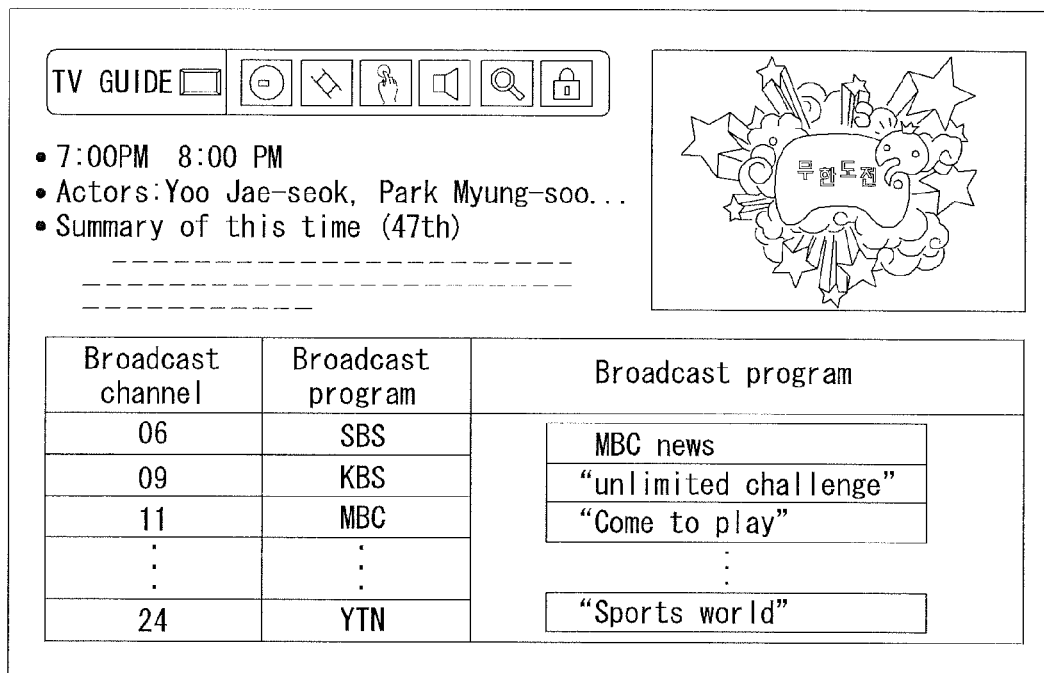 TV GUIDE
• 7:00PM 8:00 PM
• Actors:Yoo Jae-seok, Park Myung-soo...
• Summary of this time (47th)
무한도전
Broadcast channel
Broadcast program
Broadcast program
06 SBS
MBC news
09 KBS
“unlimited challenge”
11 MBC
“Come to play”
24 YTN
“Sports world”